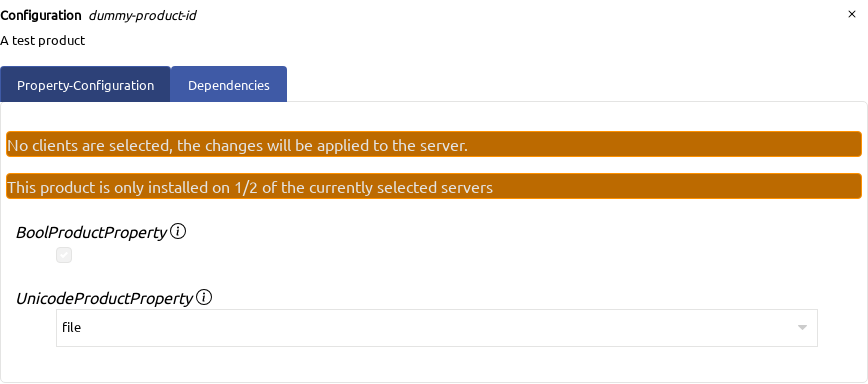 Configuration dummy-product-id
A test product
Property-Configuration Dependencies
No clients are selected, the changes will be applied to the server.
This product is only installed on 1/2 of the currently selected servers
BoolProductProperty
UnicodeProductProperty
file